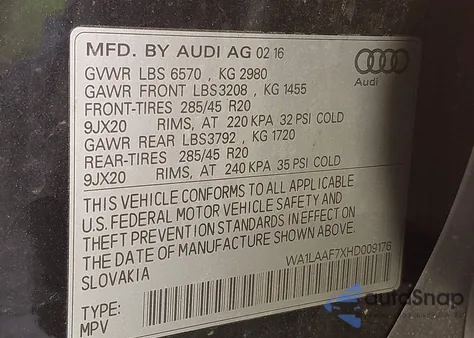 MFD. BY AUDI AG 02 16
GVWR LBS 6570 , KG 2980
GAWR FRONT LBS3208 , KG 1455
FRONT-TIRES 285/45 R20
9JX20 RIMS, AT 220 KPA 32 PSI COLD
GAWR REAR LBS3792 , KG 1720
REAR-TIRES 285/45 R20
9JX20 RIMS, AT 240 KPA 35 PSI COLD
Audi
THIS VEHICLE CONFORMS TO ALL APPLICABLE
U.S. FEDERAL MOTOR VEHICLE SAFETY AND
THEFT PREVENTION STANDARDS IN EFFECT ON
THE DATE OF MANUFACTURE SHOWN ABOVE.
SLOVAKIA WA1LAAF7XHD009176
TYPE:
MPV
autoSnap